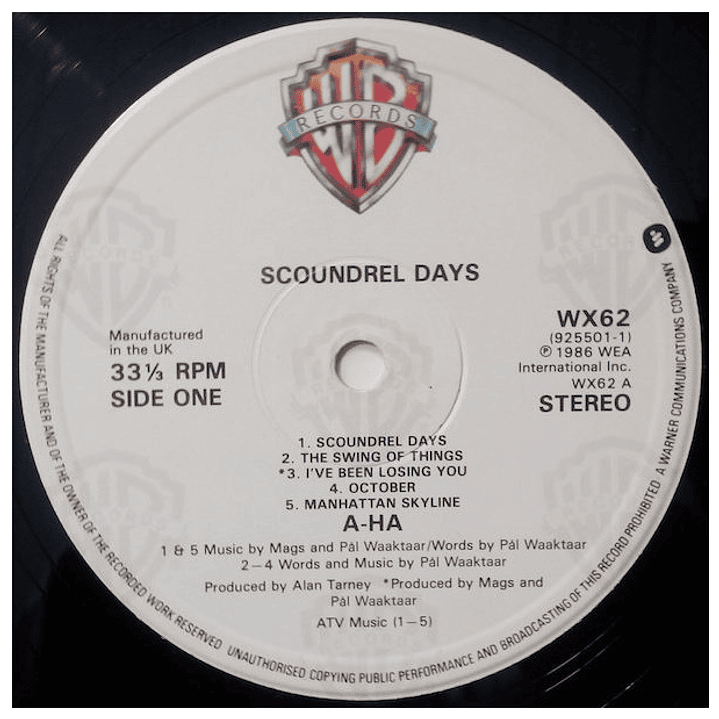 RECORDS
SCOUNDREL DAYS
Manufactured
in the UK
33⅓ RPM
SIDE ONE
WX62
(925501-1)
℗ 1986 WEA
International Inc.
WX62 A
STEREO
1. SCOUNDREL DAYS
2. THE SWING OF THINGS
*3. I'VE BEEN LOSING YOU
4. OCTOBER
5. MANHATTAN SKYLINE
A-HA
1 & 5 Music by Mags and Pål Waaktaar/Words by Pål Waaktaar
2–4 Words and Music by Pål Waaktaar
Produced by Alan Tarney *Produced by Mags and
Pål Waaktaar
ATV Music (1–5)
ALL RIGHTS OF THE MANUFACTURER AND OF THE OWNER OF THE RECORDED WORK RESERVED UNAUTHORISED COPYING PUBLIC PERFORMANCE AND BROADCASTING OF THIS RECORD PROHIBITED A WARNER COMMUNICATIONS COMPANY